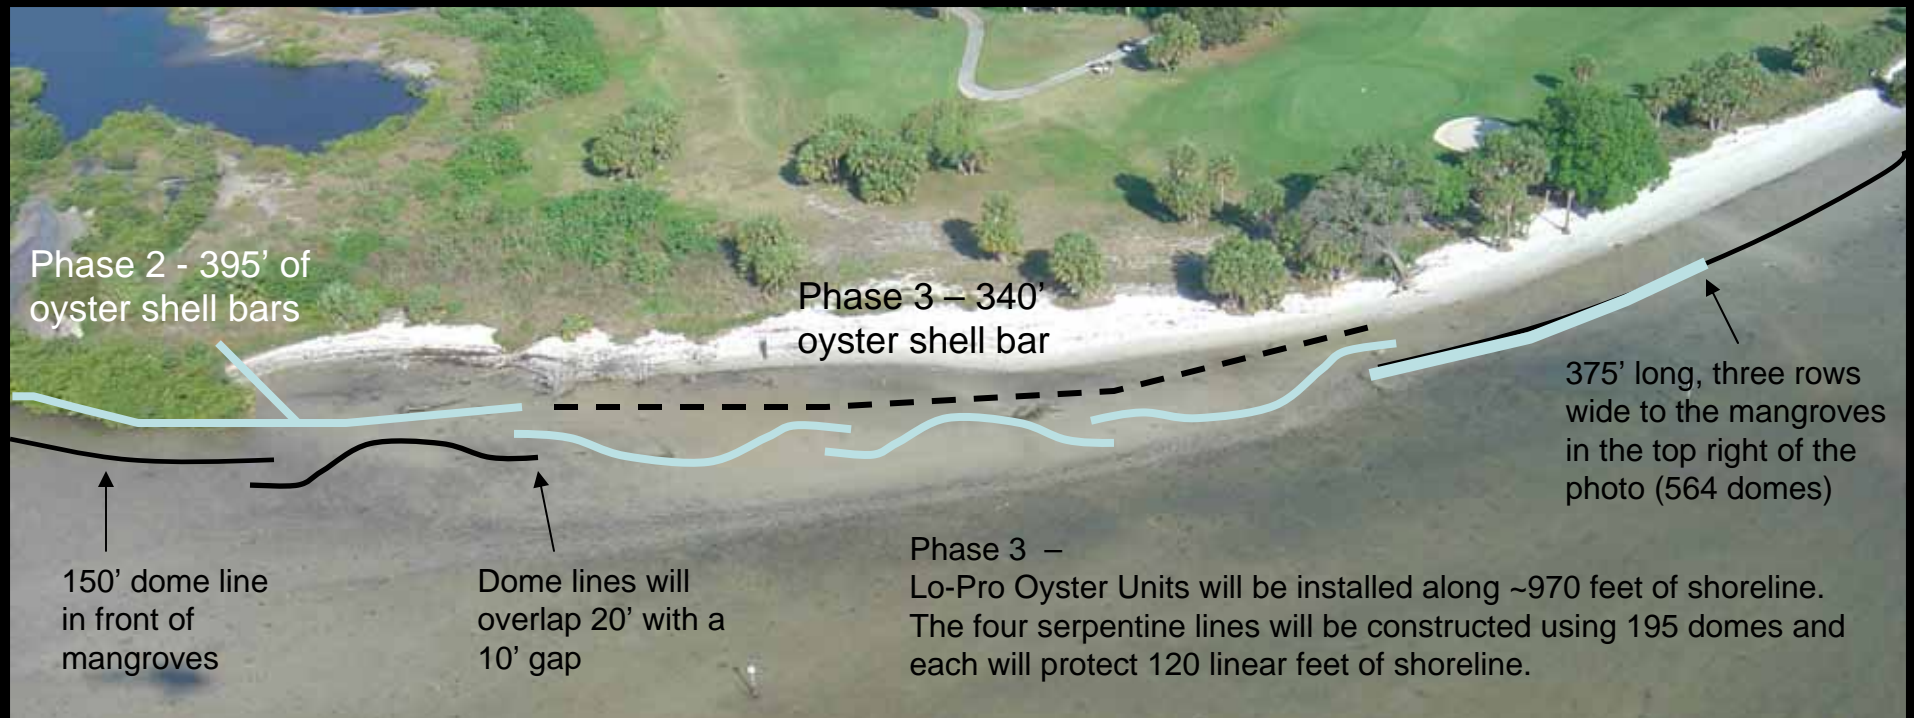 Phase 2 - 395’ of
oyster shell bars
Phase 3 – 340’
oyster shell bar
375’ long, three rows
wide to the mangroves
in the top right of the
photo (564 domes)
150’ dome line
in front of
mangroves
Dome lines will
overlap 20’ with a
10’ gap
Phase 3 –
Lo-Pro Oyster Units will be installed along ~970 feet of shoreline.
The four serpentine lines will be constructed using 195 domes and
each will protect 120 linear feet of shoreline.